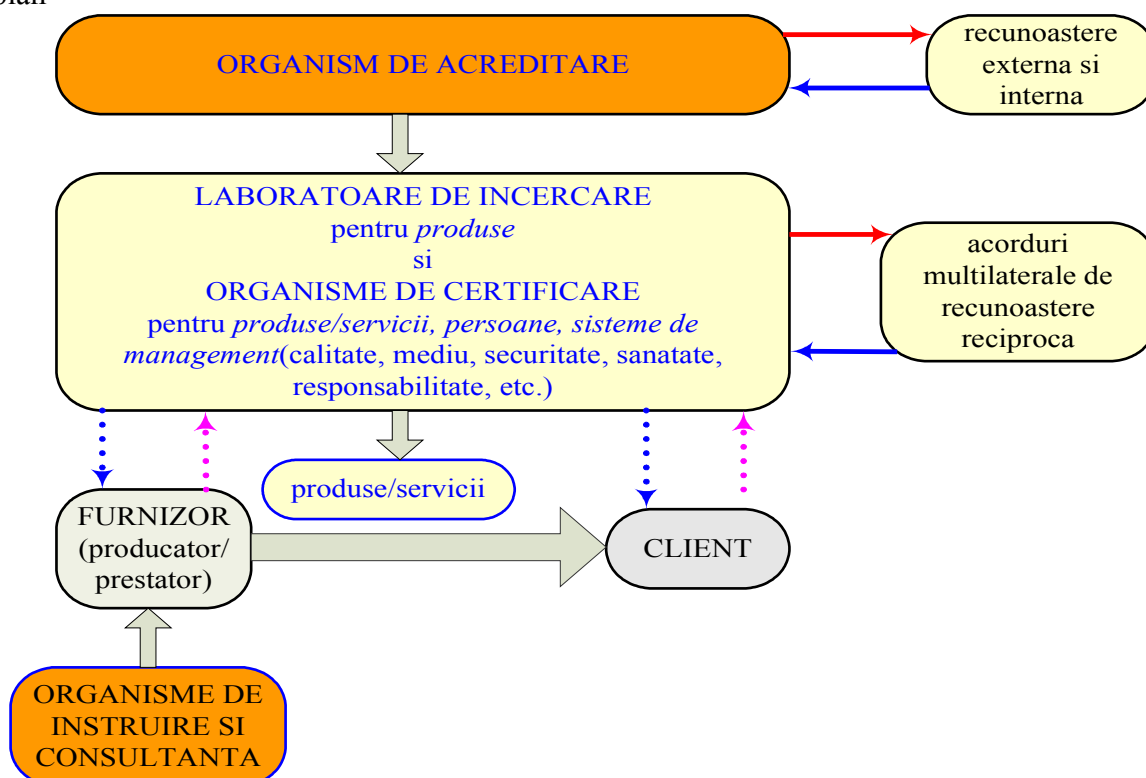 ORGANISM DE ACREDITARE
recunoastere
externa si
interna
LABORATOARE DE INCERCARE
pentru produse
si
ORGANISME DE CERTIFICARE
pentru produse/servicii, persoane, sisteme de
management(calitate, mediu, securitate, sanatate,
responsabilitate, etc.)
acorduri
multilaterale de
recunoastere
reciproca
produse/servicii
FURNIZOR
(producator/
prestator)
CLIENT
ORGANISME DE
INSTRUIRE SI
CONSULTANTA